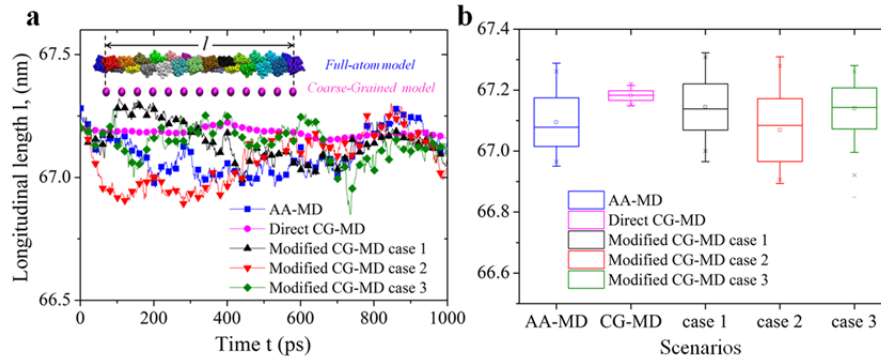 a
67.5
67.0
66.5
0
200
400
600
800
1000
Longitudinal length l, (nm)
Time t (ps)
l
Full-atom model
Coarse-Grained model
AA-MD
Direct CG-MD
Modified CG-MD case 1
Modified CG-MD case 2
Modified CG-MD case 3
b
67.4
67.2
67.0
66.8
66.6
AA-MD
Direct CG-MD
Modified CG-MD case 1
Modified CG-MD case 2
Modified CG-MD case 3
AA-MD CG-MD case 1 case 2 case 3
Scenarios